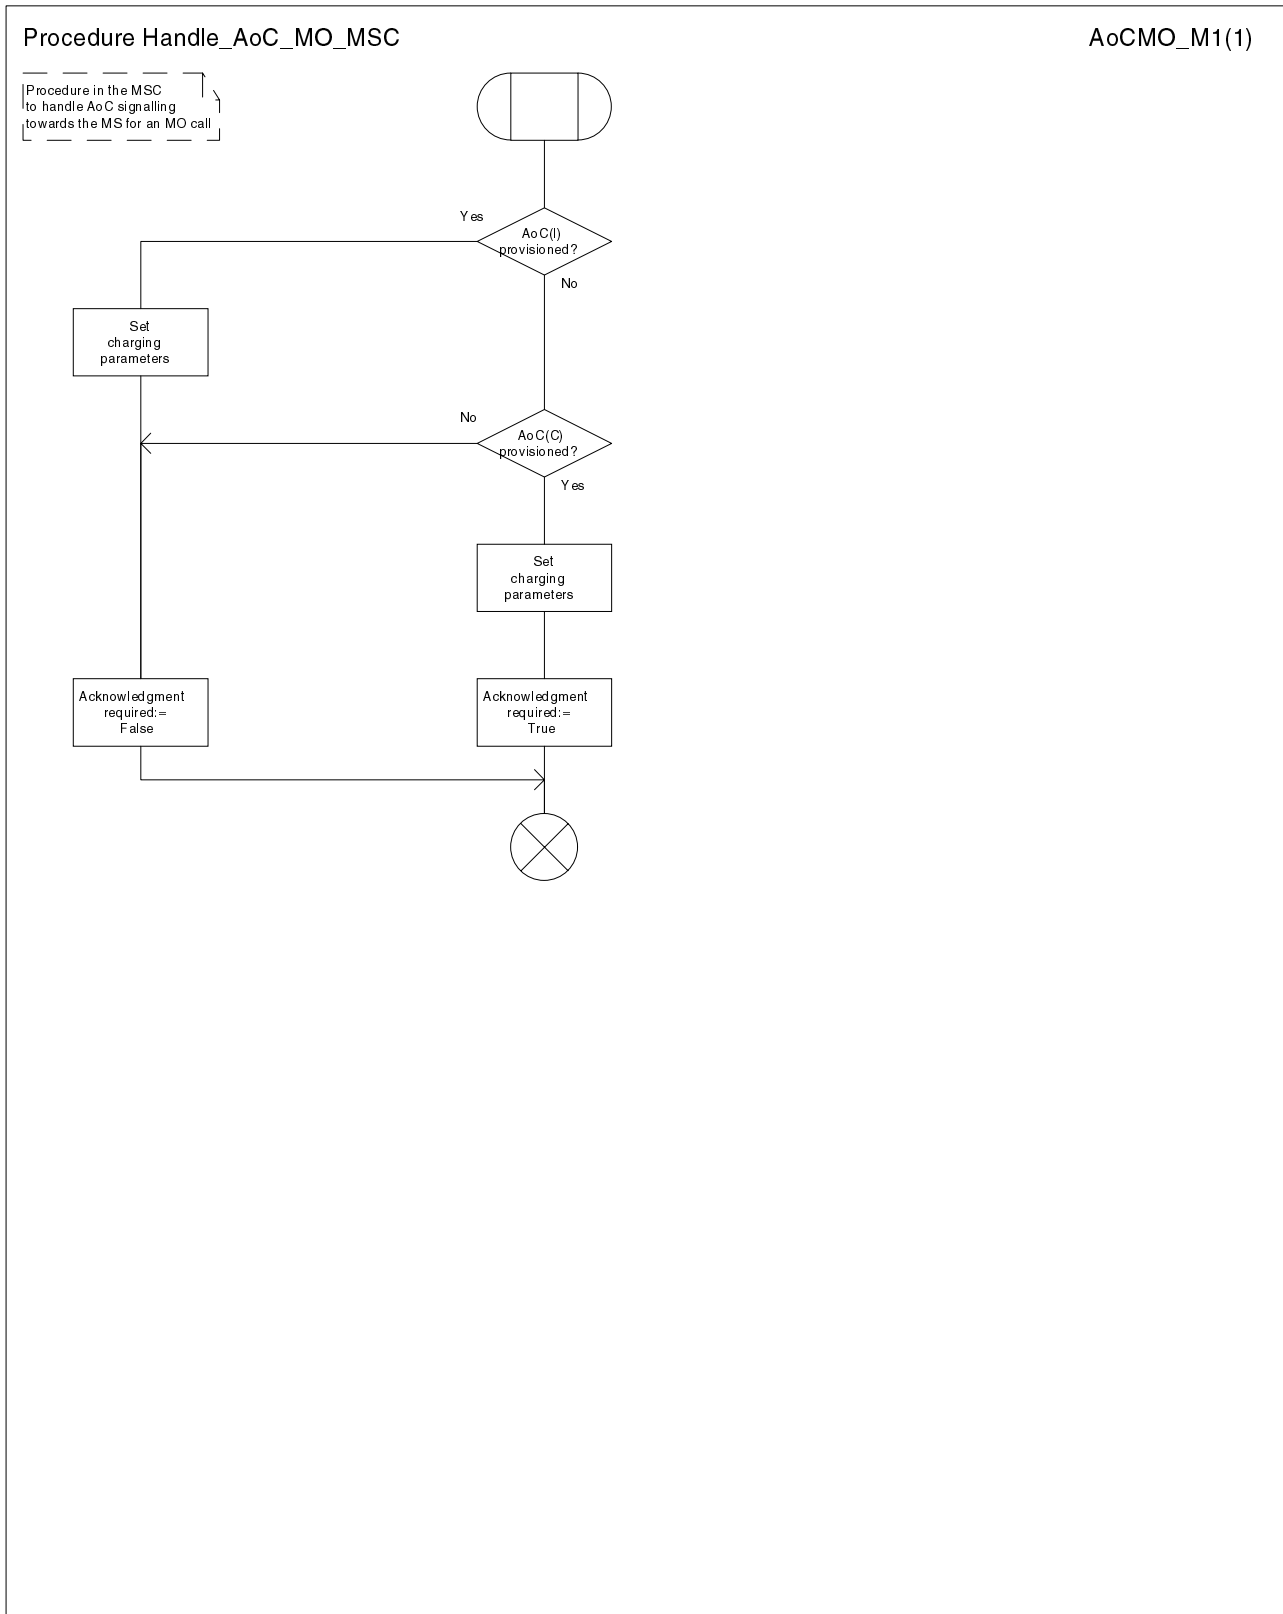 Procedure Handle_AoC_MO_MSC
AoCMO_M1(1)
Procedure in the MSC
to handle AoC signalling
towards the MS for an MO call
Yes
AoC(I)
provisioned?
No
Set
charging
parameters
No
AoC(C)
provisioned?
Yes
Set
charging
parameters
Acknowledgment
required:=
False
Acknowledgment
required:=
True